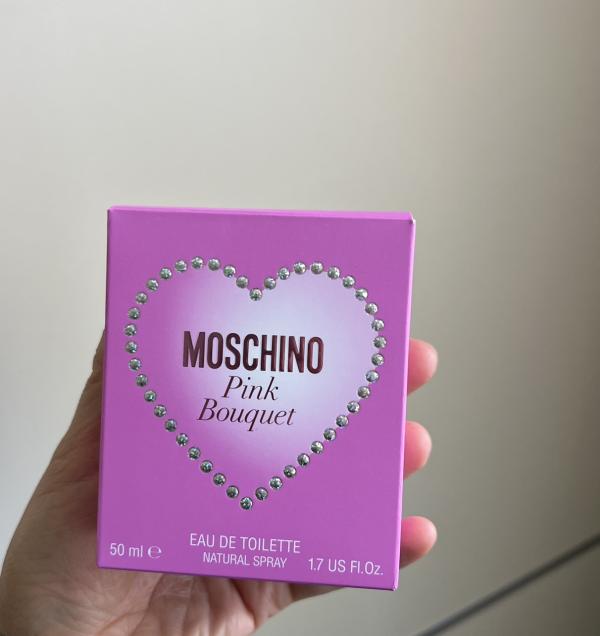 MOSCHINO
Pink
Bouquet
EAU DE TOILETTE
50 ml ℮ NATURAL SPRAY 1.7 US Fl.Oz.